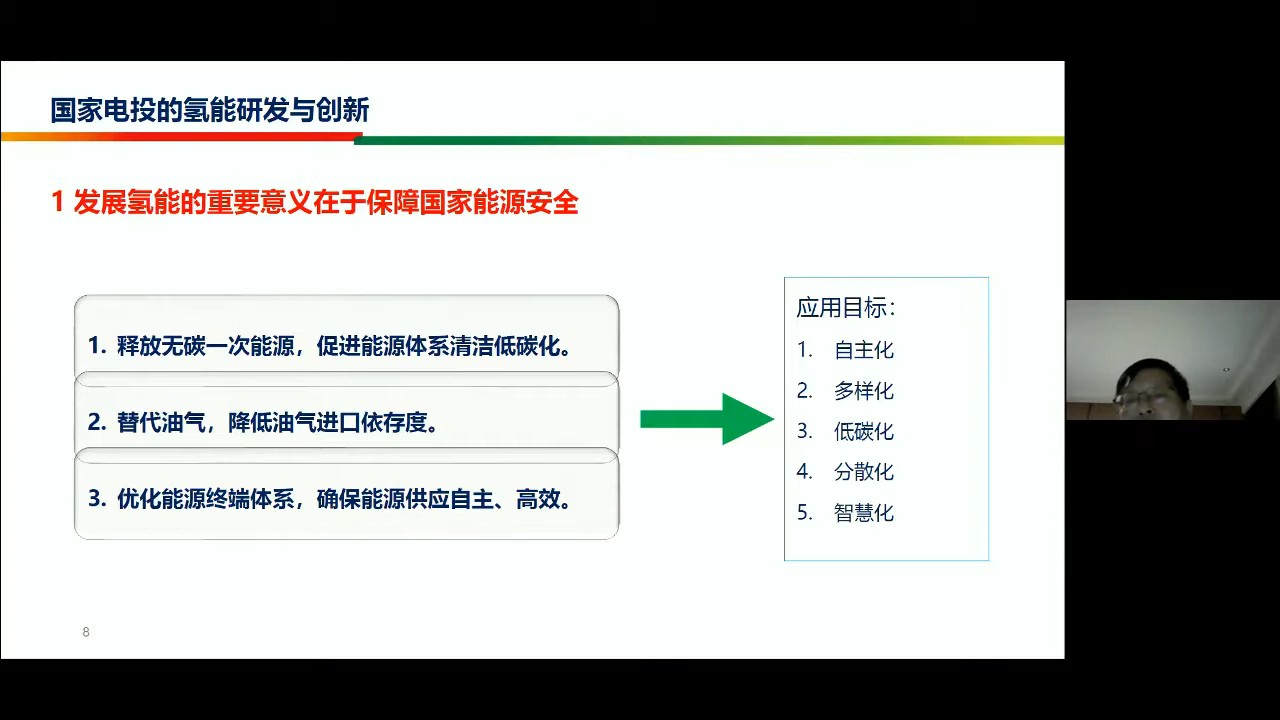 国家电投的氢能研发与创新
1 发展氢能的重要意义在于保障国家能源安全
1. 释放无碳一次能源，促进能源体系清洁低碳化。
2. 替代油气，降低油气进口依存度。
3. 优化能源终端体系，确保能源供应自主、高效。
应用目标：
1. 自主化
2. 多样化
3. 低碳化
4. 分散化
5. 智慧化
8